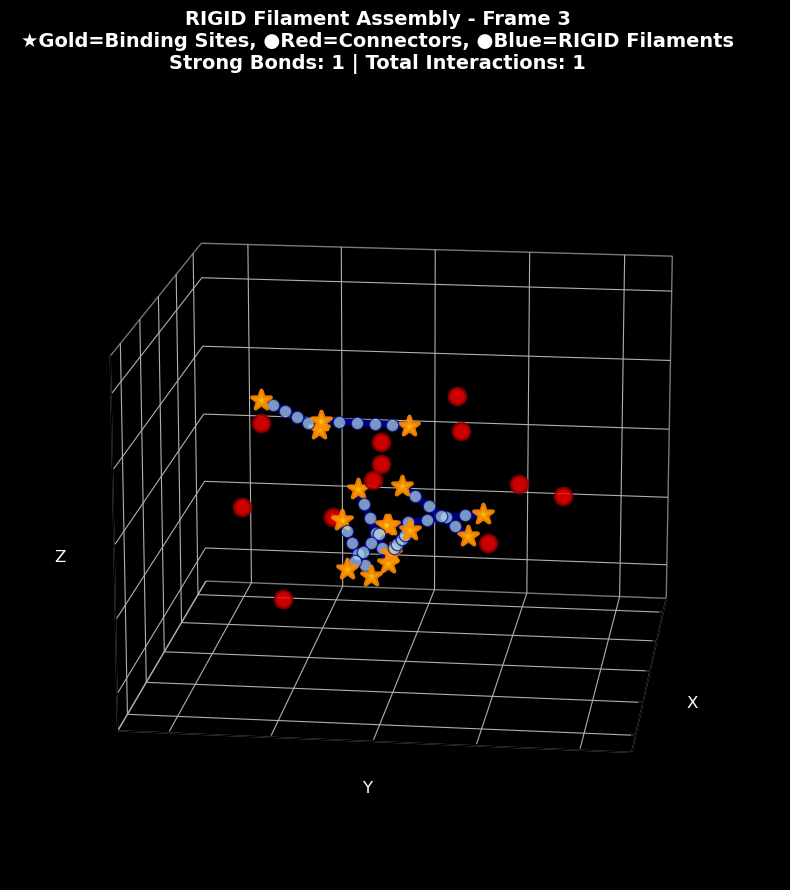 RIGID Filament Assembly - Frame 3
★Gold=Binding Sites, ●Red=Connectors, ●Blue=RIGID Filaments
Strong Bonds: 1 | Total Interactions: 1
Z
X
Y